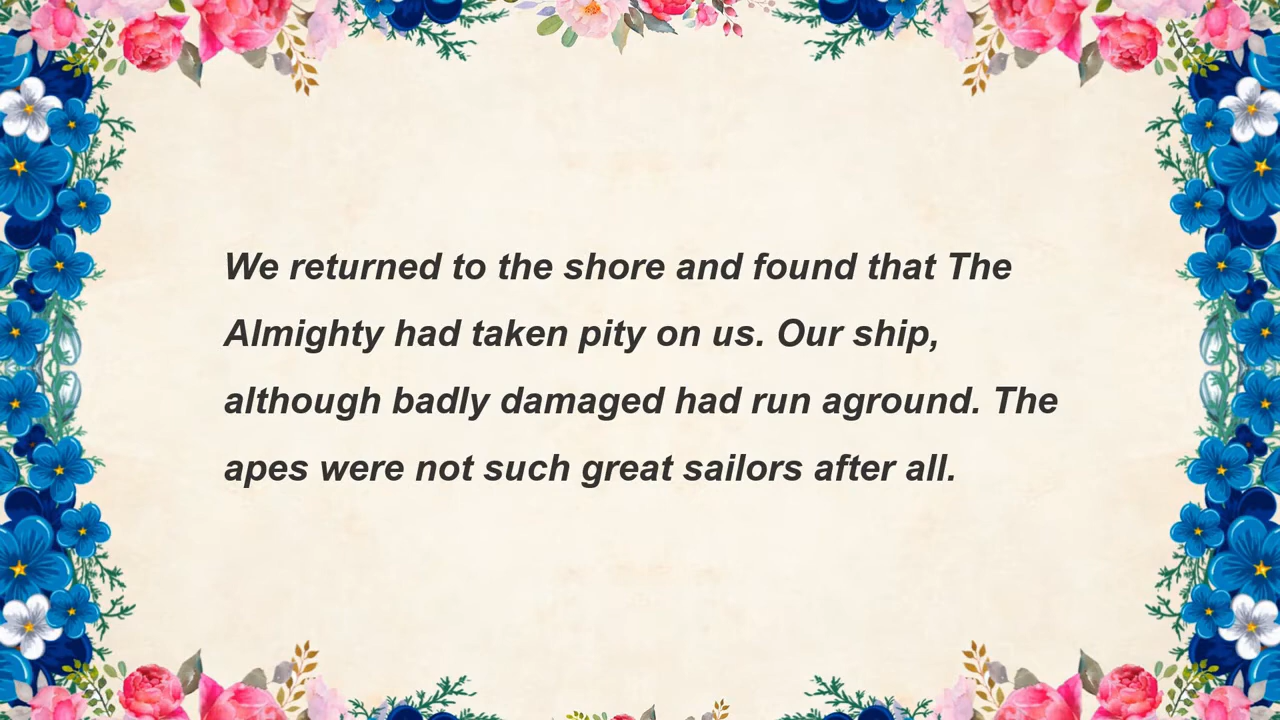 We returned to the shore and found that The
Almighty had taken pity on us. Our ship,
although badly damaged had run aground. The
apes were not such great sailors after all.